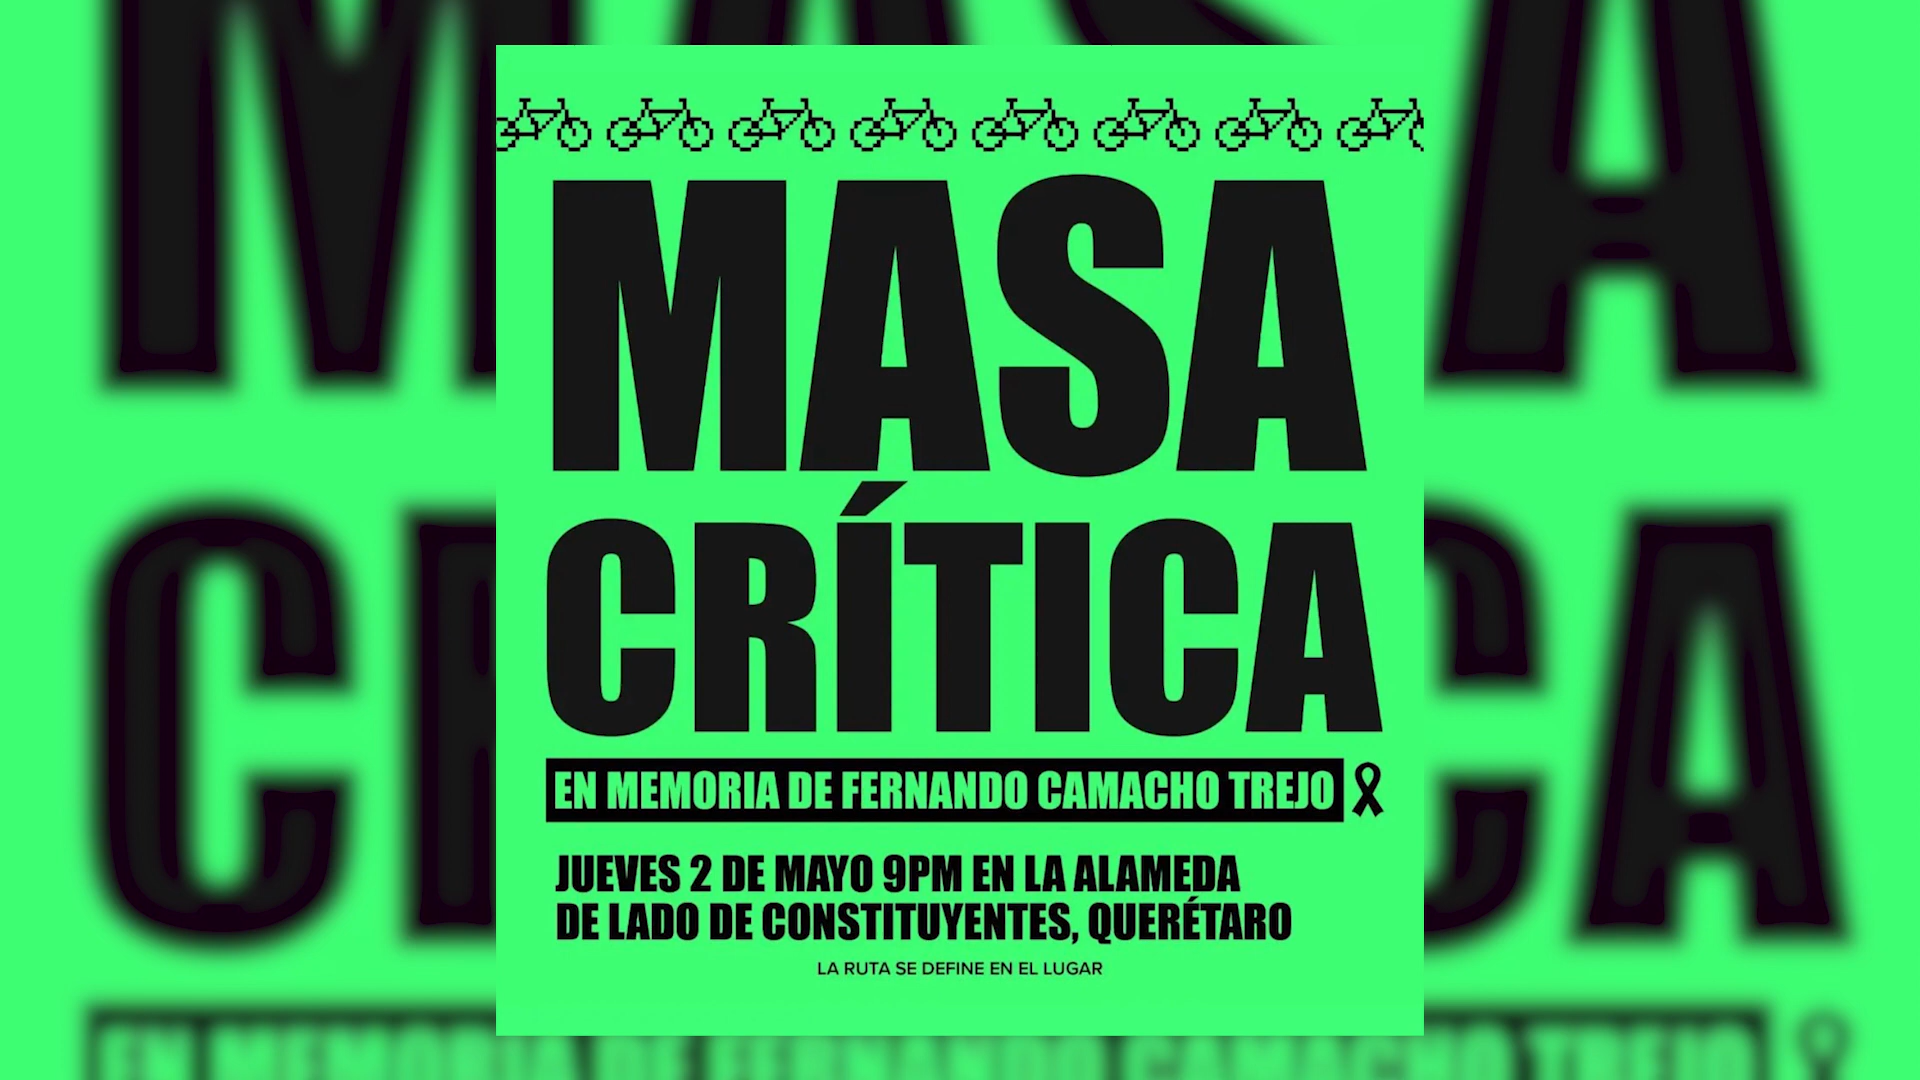 MASA
CRÍTICA
EN MEMORIA DE FERNANDO CAMACHO TREJO
JUEVES 2 DE MAYO 9PM EN LA ALAMEDA
DE LADO DE CONSTITUYENTES, QUERÉTARO
LA RUTA SE DEFINE EN EL LUGAR